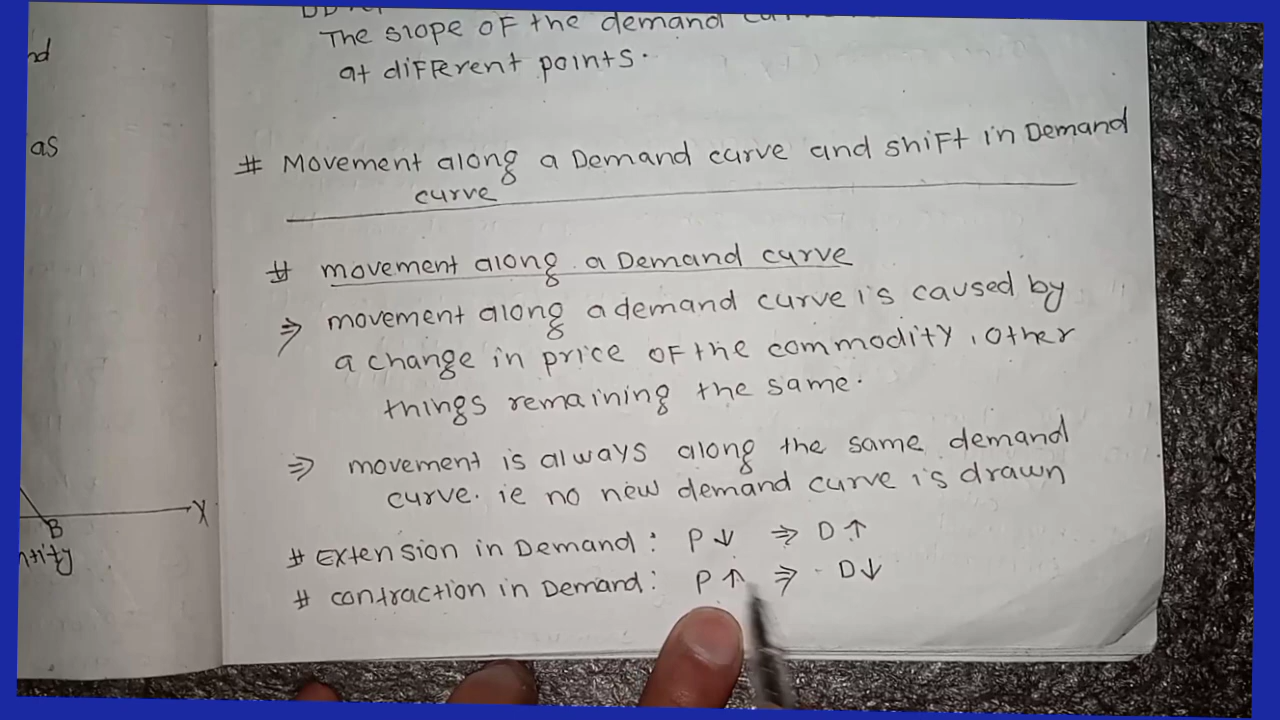 nd
as
B
X
The slope of the demand
at different points.
# Movement along a Demand curve and shift in Demand
curve
# movement along a Demand curve
⇒ movement along a demand curve is caused by
a change in price of the commodity, other
things remaining the same.
⇒ movement is always along the same demand
curve. ie no new demand curve is drawn
# Extension in Demand : P↓ ⇒ D↑
# contraction in Demand : P↑ ⇒ D↓